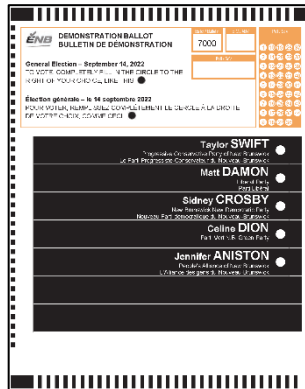 ENB
DEMONSTRATION BALLOT
BULLETIN DE DÉMONSTRATION
7000
General Election – September 14, 2022
TO VOTE, COMPLETELY FILL IN THE CIRCLE TO THE
RIGHT OF YOUR CHOICE, LIKE THIS
Élection générale – le 14 septembre 2022
POUR VOTER, REMPLISSEZ COMPLÈTEMENT LE CERCLE À LA DROITE
DE VOTRE CHOIX, COMME CECI
Taylor SWIFT
Progressive Conservative Party of New Brunswick
Le Parti Progressiste-Conservateur du Nouveau-Brunswick
Matt DAMON
Liberal Party
Parti Libéral
Sidney CROSBY
New Brunswick New Democratic Party
Nouveau Parti démocratique du Nouveau-Brunswick
Celine DION
Parti Vert N.-B. Green Party
Jennifer ANISTON
People's Alliance of New Brunswick
L'Alliance des gens du Nouveau-Brunswick